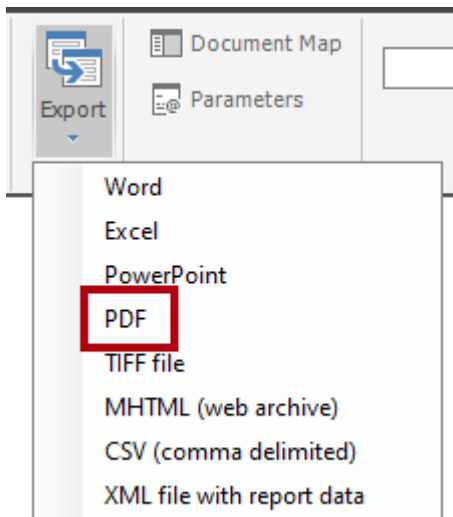 Export
Document Map
Parameters
Word
Excel
PowerPoint
PDF
TIFF file
MHTML (web archive)
CSV (comma delimited)
XML file with report data